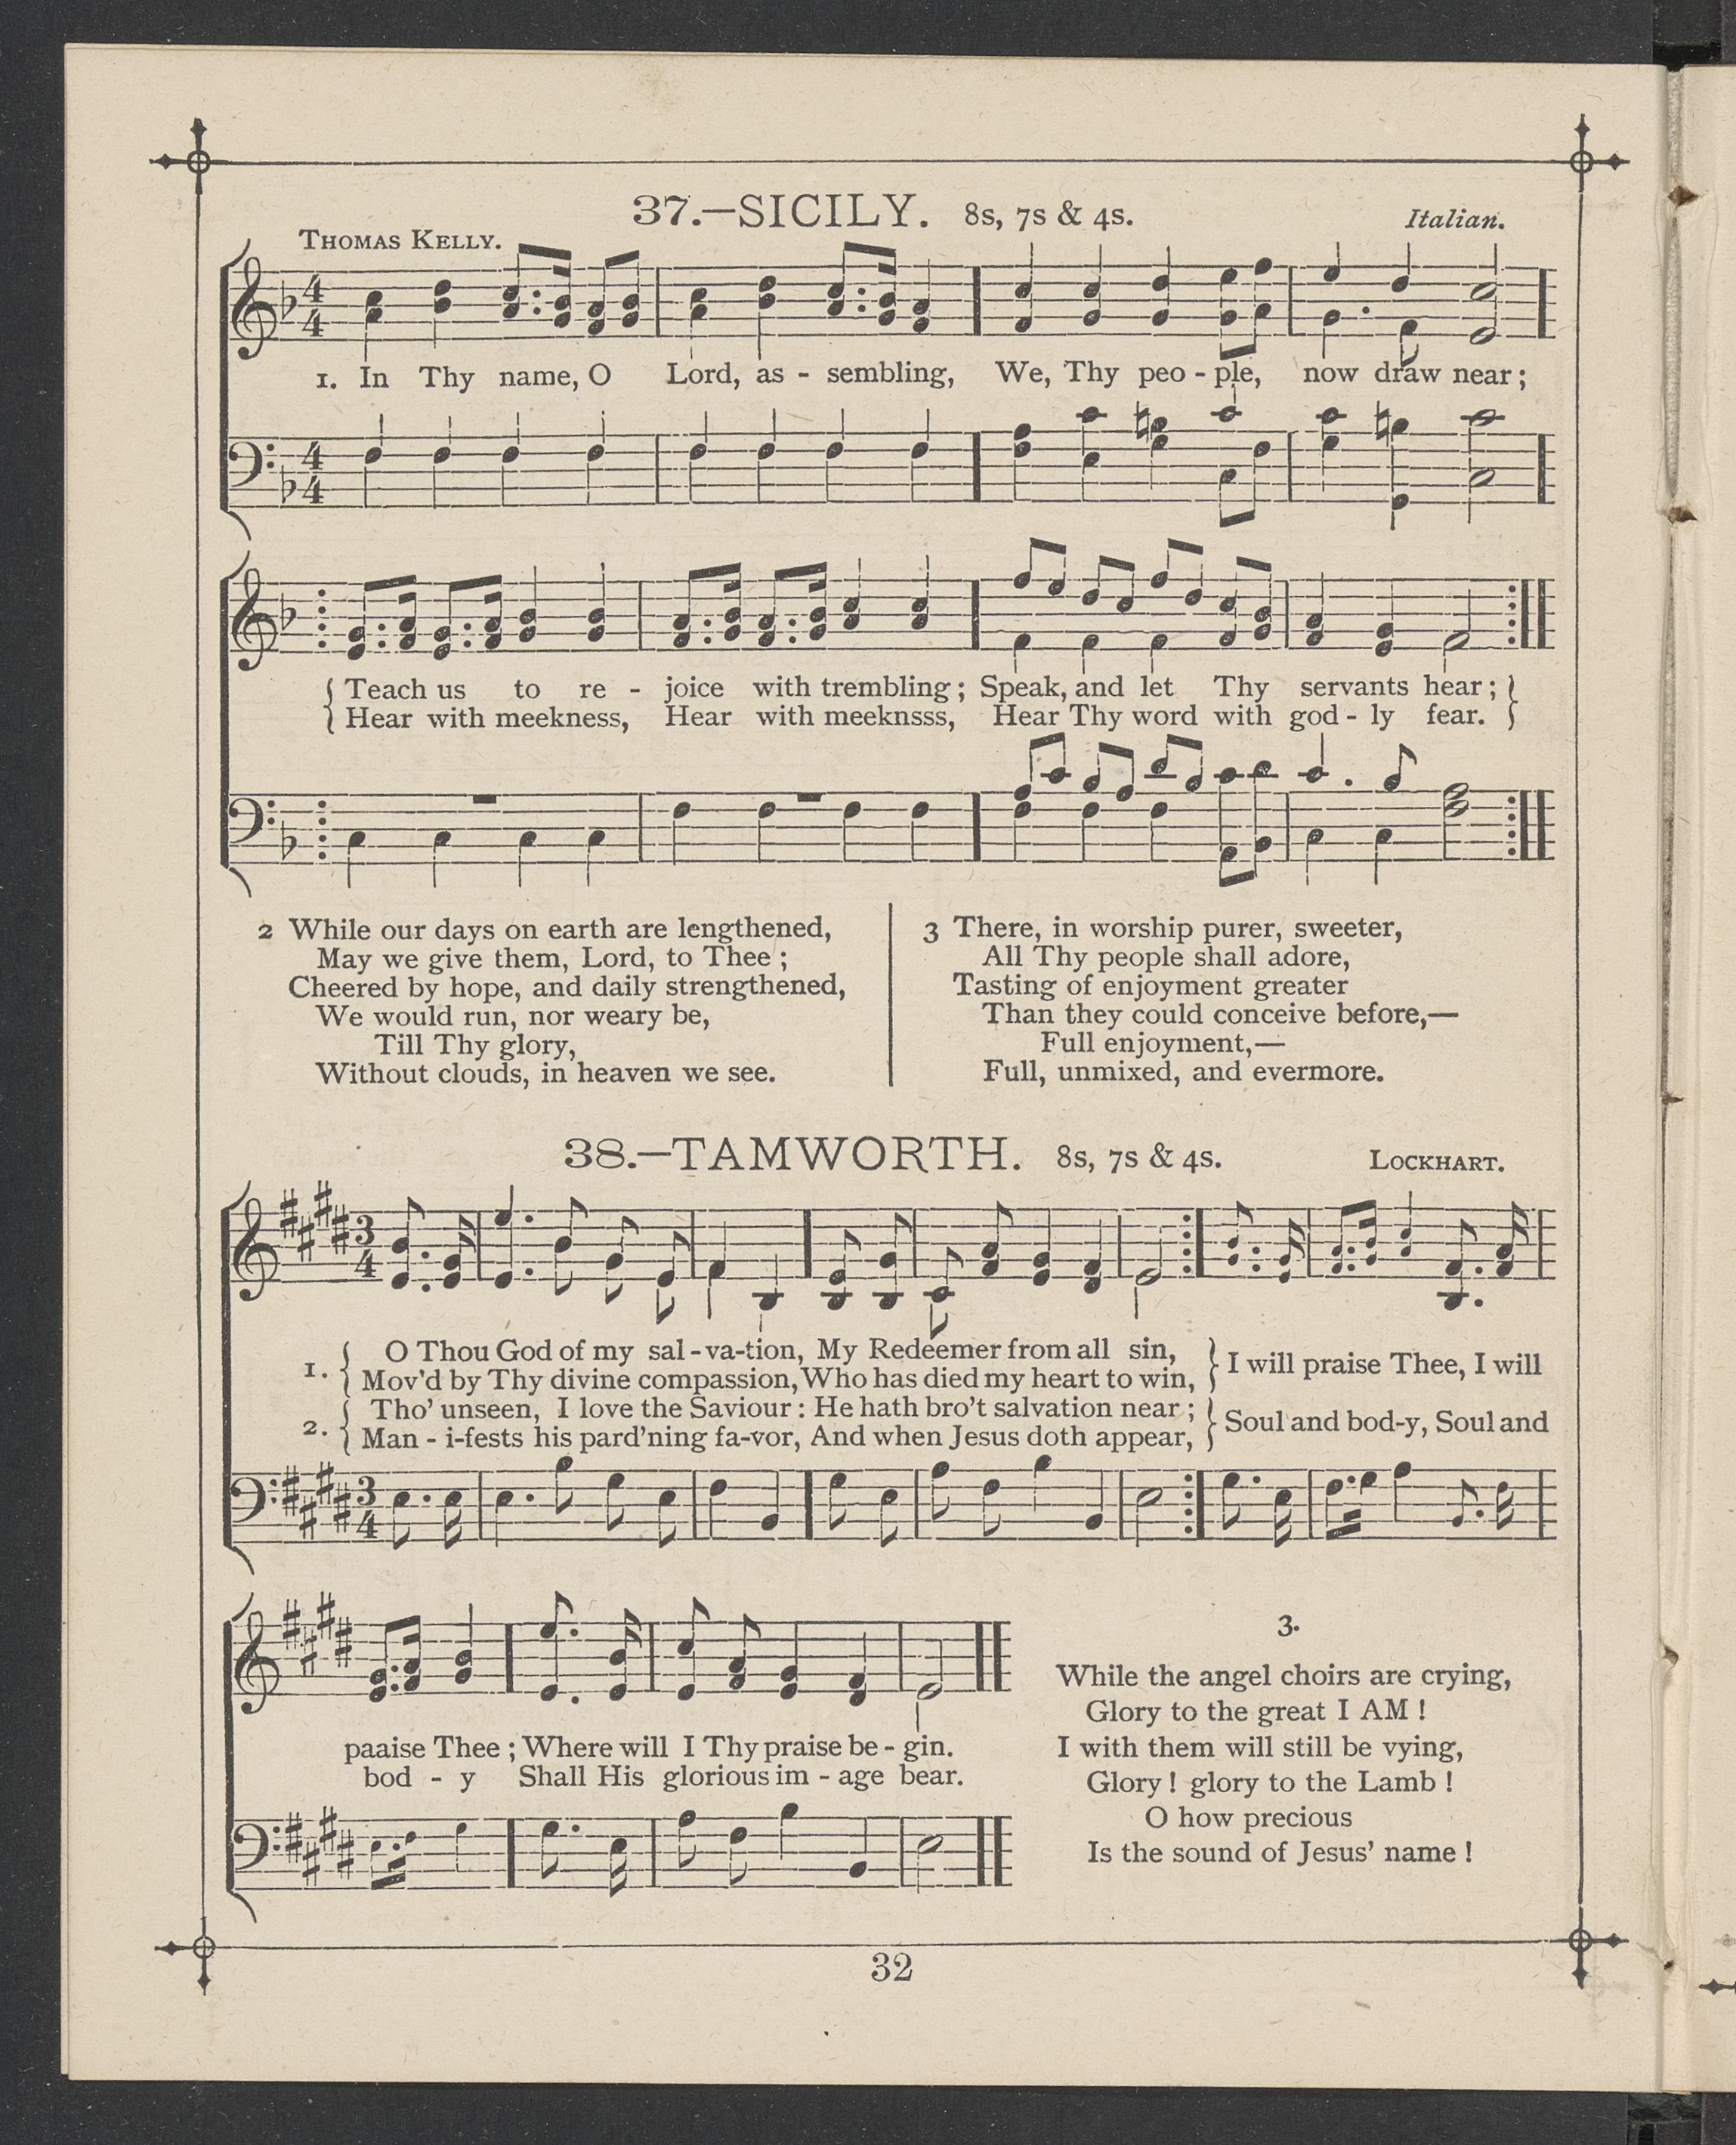 37.—SICILY. 8s, 7s & 4s.
THOMAS KELLY.
Italian.
1. In Thy name, O Lord, as - sembling, We, Thy peo - ple, now draw near;
Teach us to re - joice with trembling; Speak, and let Thy servants hear;
Hear with meekness, Hear with meeknsss, Hear Thy word with god - ly fear.
2 While our days on earth are lengthened,
May we give them, Lord, to Thee;
Cheered by hope, and daily strengthened,
We would run, nor weary be,
Till Thy glory,
Without clouds, in heaven we see.
3 There, in worship purer, sweeter,
All Thy people shall adore,
Tasting of enjoyment greater
Than they could conceive before,—
Full enjoyment,—
Full, unmixed, and evermore.
38.—TAMWORTH. 8s, 7s & 4s.
LOCKHART.
1. O Thou God of my sal - va-tion, My Redeemer from all sin,
Mov'd by Thy divine compassion, Who has died my heart to win,
I will praise Thee, I will
2. Tho' unseen, I love the Saviour: He hath bro't salvation near;
Man - i-fests his pard'ning fa-vor, And when Jesus doth appear,
Soul and bod-y, Soul and
paaise Thee; Where will I Thy praise be - gin.
bod - y Shall His glorious im - age bear.
3.
While the angel choirs are crying,
Glory to the great I AM!
I with them will still be vying,
Glory! glory to the Lamb!
O how precious
Is the sound of Jesus' name!
32